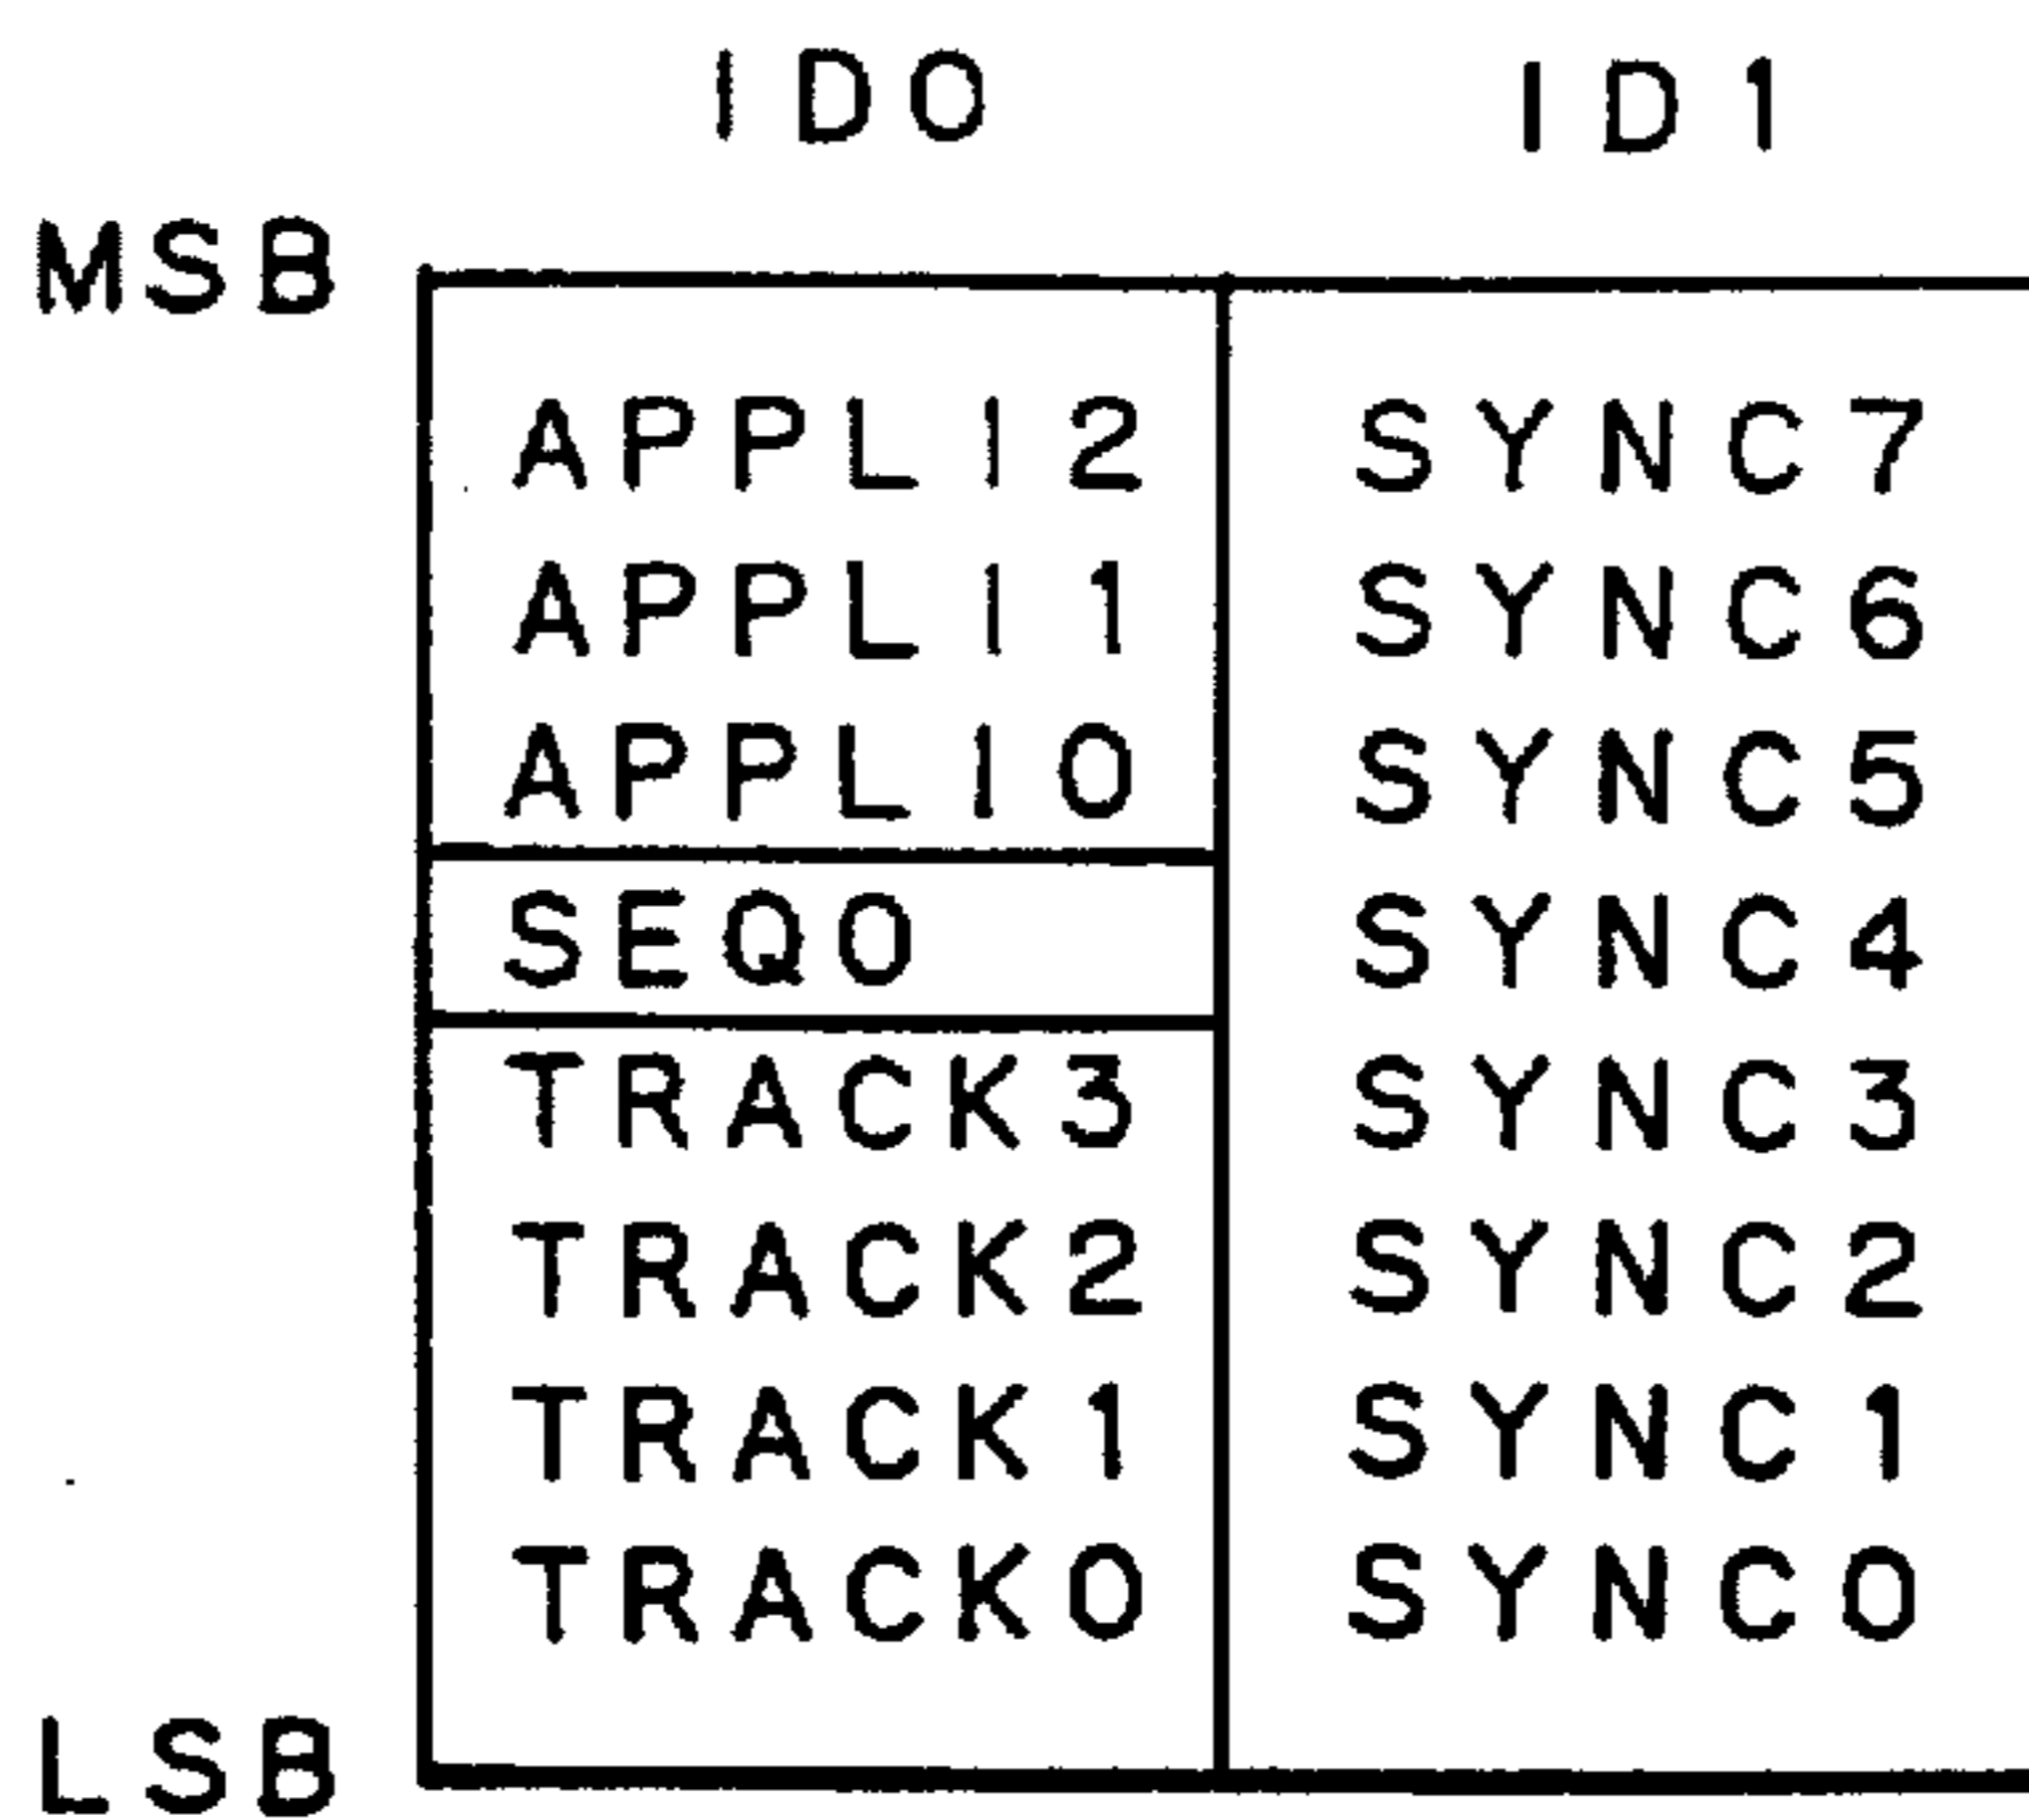 ID0 ID1
MSB
APPLI2 SYNC7
APPLI1 SYNC6
APPLI0 SYNC5
SEQ0 SYNC4
TRACK3 SYNC3
TRACK2 SYNC2
TRACK1 SYNC1
TRACK0 SYNC0
LSB